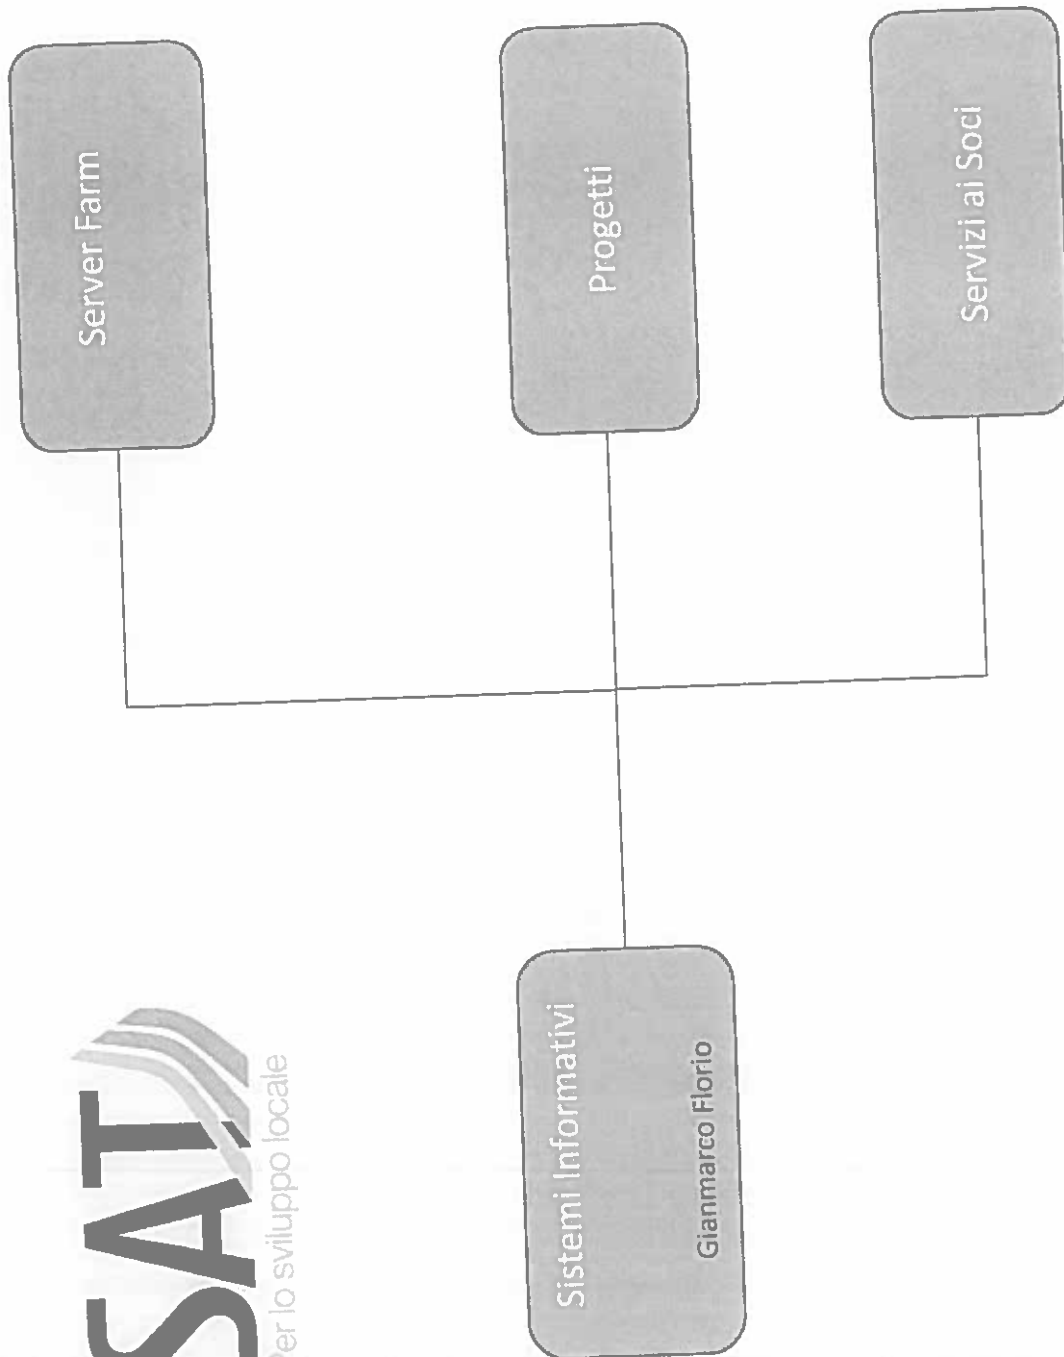 SAT
Per lo sviluppo locale
Sistemi Informativi
Gianmarco Florio
Server Farm
Progetti
Servizi ai Soci